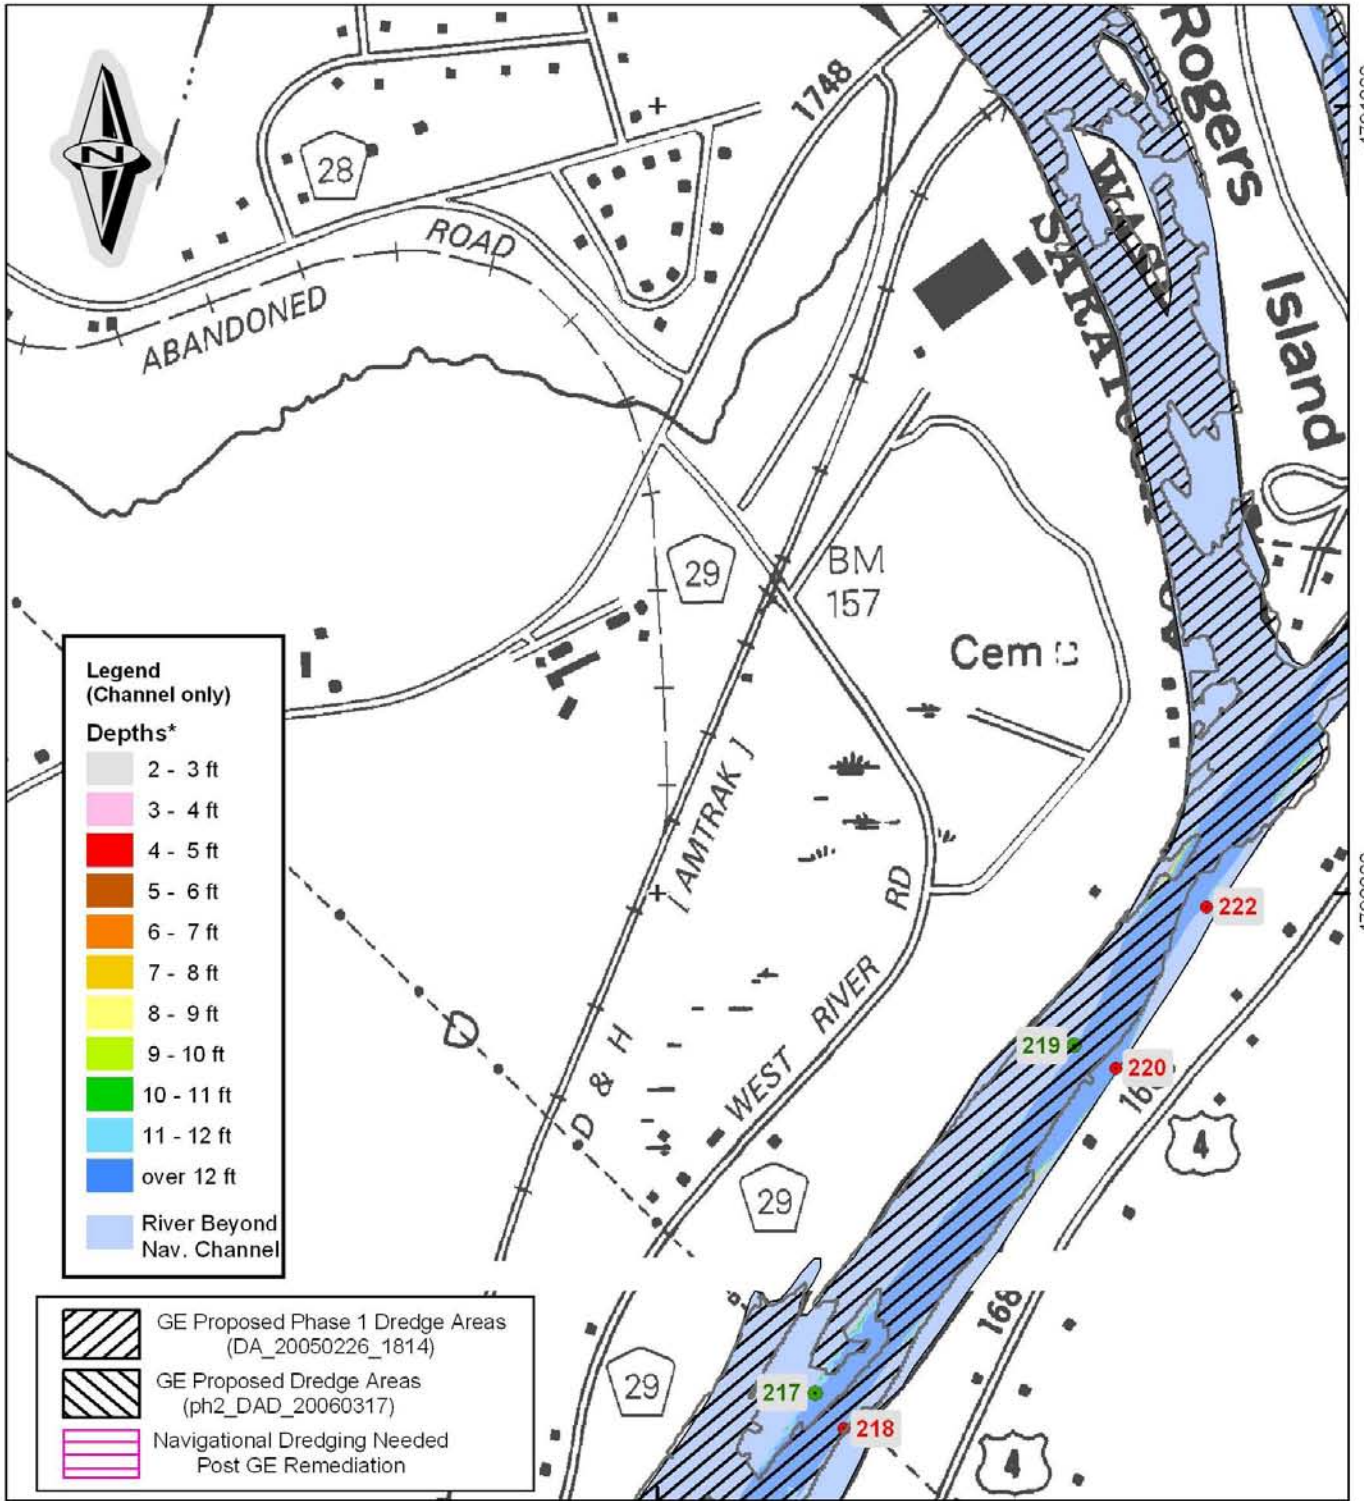 Rogers
Island
1748
28
N
ROAD
ABANDONED
WASH
29
BM
157
Cem
Legend
(Channel only)
Depths*
2 - 3 ft
3 - 4 ft
4 - 5 ft
5 - 6 ft
6 - 7 ft
7 - 8 ft
8 - 9 ft
9 - 10 ft
10 - 11 ft
11 - 12 ft
over 12 ft
River Beyond
Nav. Channel
[ AMTRAK ]
D & H
WEST RIVER RD
222
219
220
4
29
168
29
217
218
4
GE Proposed Phase 1 Dredge Areas
(DA_20050226_1814)
GE Proposed Dredge Areas
(ph2_DAD_20060317)
Navigational Dredging Needed
Post GE Remediation